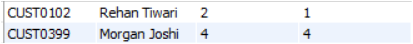 CUST0102 Rehan Tiwari 2 1
CUST0399 Morgan Joshi 4 4